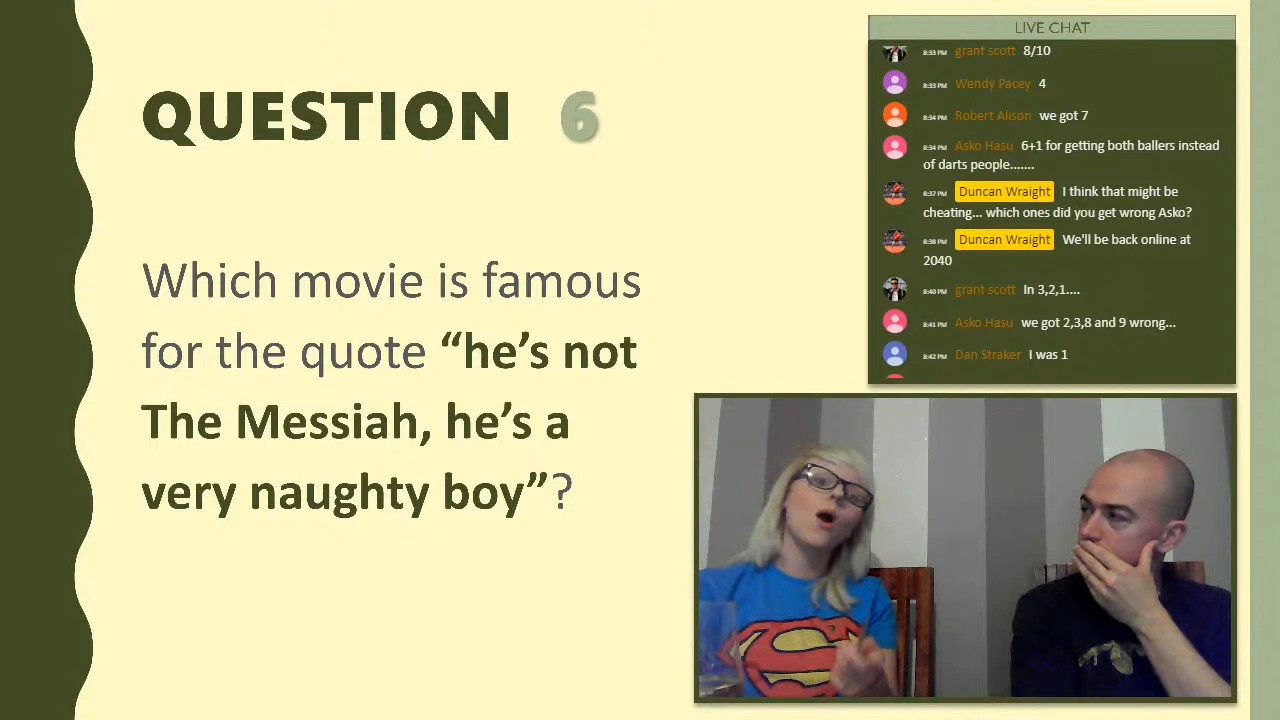 QUESTION 6
Which movie is famous
for the quote “he’s not
The Messiah, he’s a
very naughty boy”?
LIVE CHAT
8:33 PM grant scott 8/10
8:33 PM Wendy Pacey 4
8:34 PM Robert Alison we got 7
8:34 PM Asko Hasu 6+1 for getting both ballers instead
of darts people.......
8:37 PM Duncan Wraight I think that might be
cheating... which ones did you get wrong Asko?
8:38 PM Duncan Wraight We'll be back online at
2040
8:40 PM grant scott In 3,2,1....
8:41 PM Asko Hasu we got 2,3,8 and 9 wrong...
8:42 PM Dan Straker I was 1